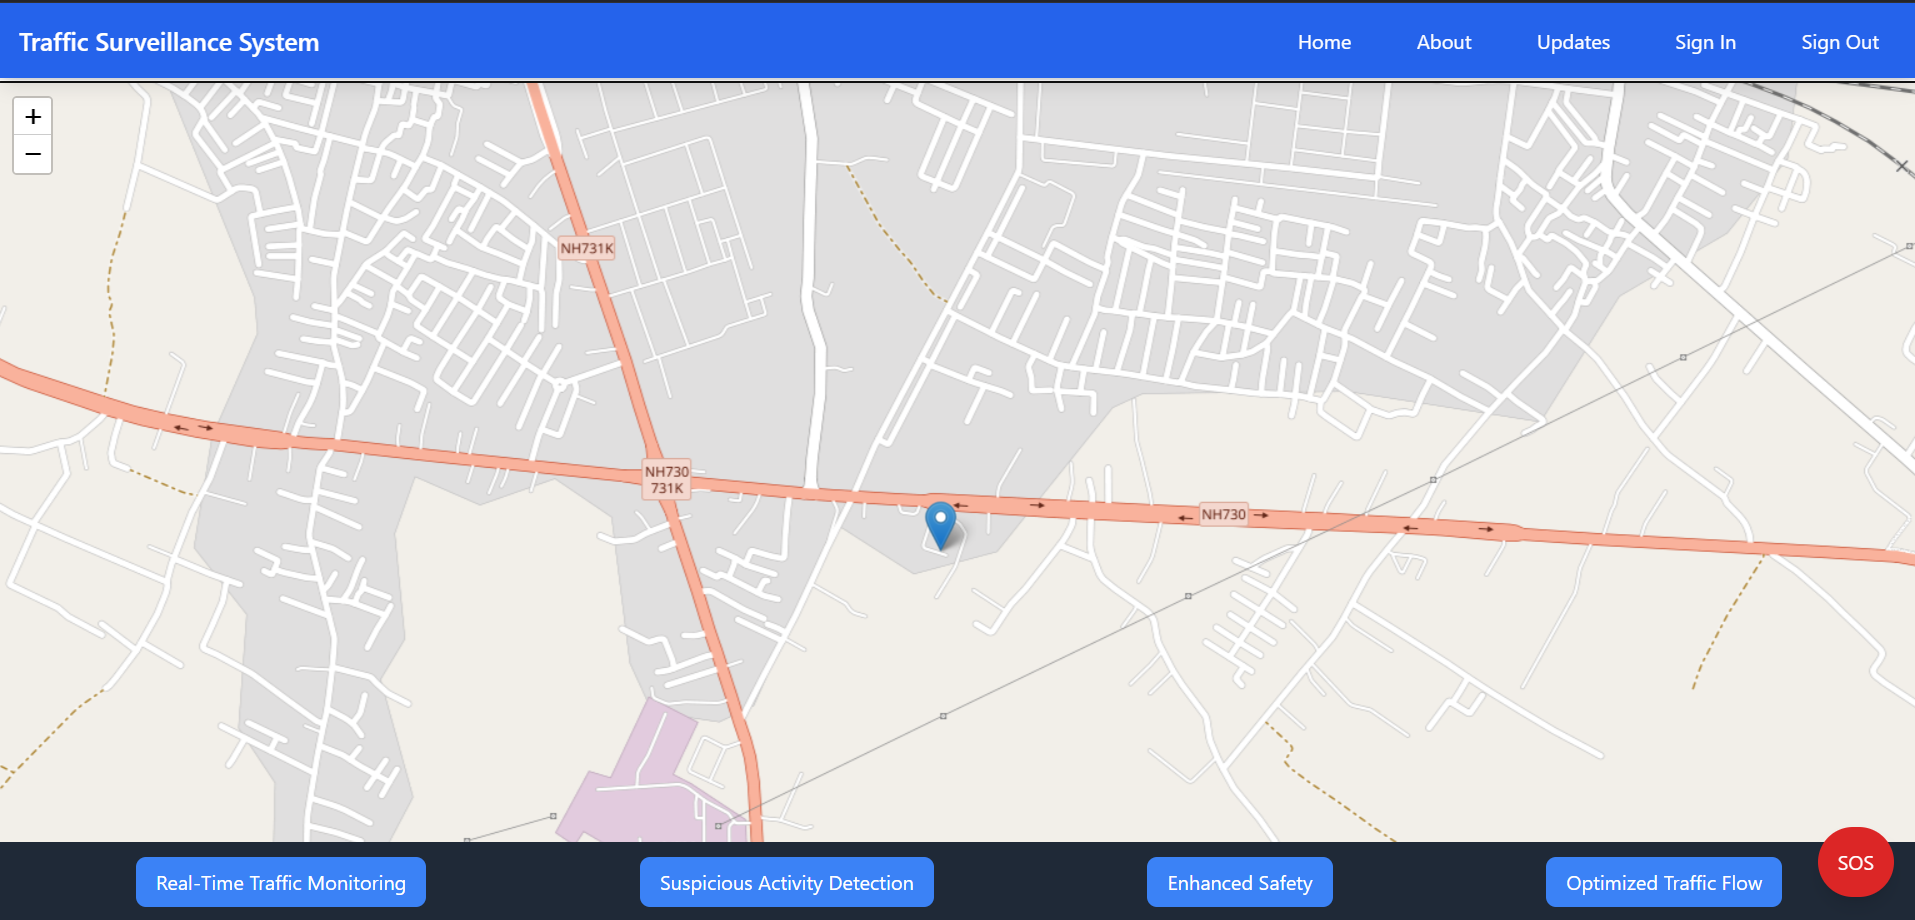 Traffic Surveillance System
Home
About
Updates
Sign In
Sign Out
+
−
NH731K
NH730
731K
NH730
Real-Time Traffic Monitoring
Suspicious Activity Detection
Enhanced Safety
Optimized Traffic Flow
SOS